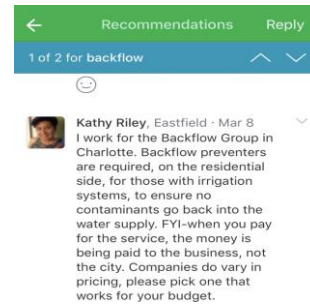 Recommendations
Reply
1 of 2 for backflow
Kathy Riley, Eastfield · Mar 8
I work for the Backflow Group in
Charlotte. Backflow preventers
are required, on the residential
side, for those with irrigation
systems, to ensure no
contaminants go back into the
water supply. FYI-when you pay
for the service, the money is
being paid to the business, not
the city. Companies do vary in
pricing, please pick one that
works for your budget.